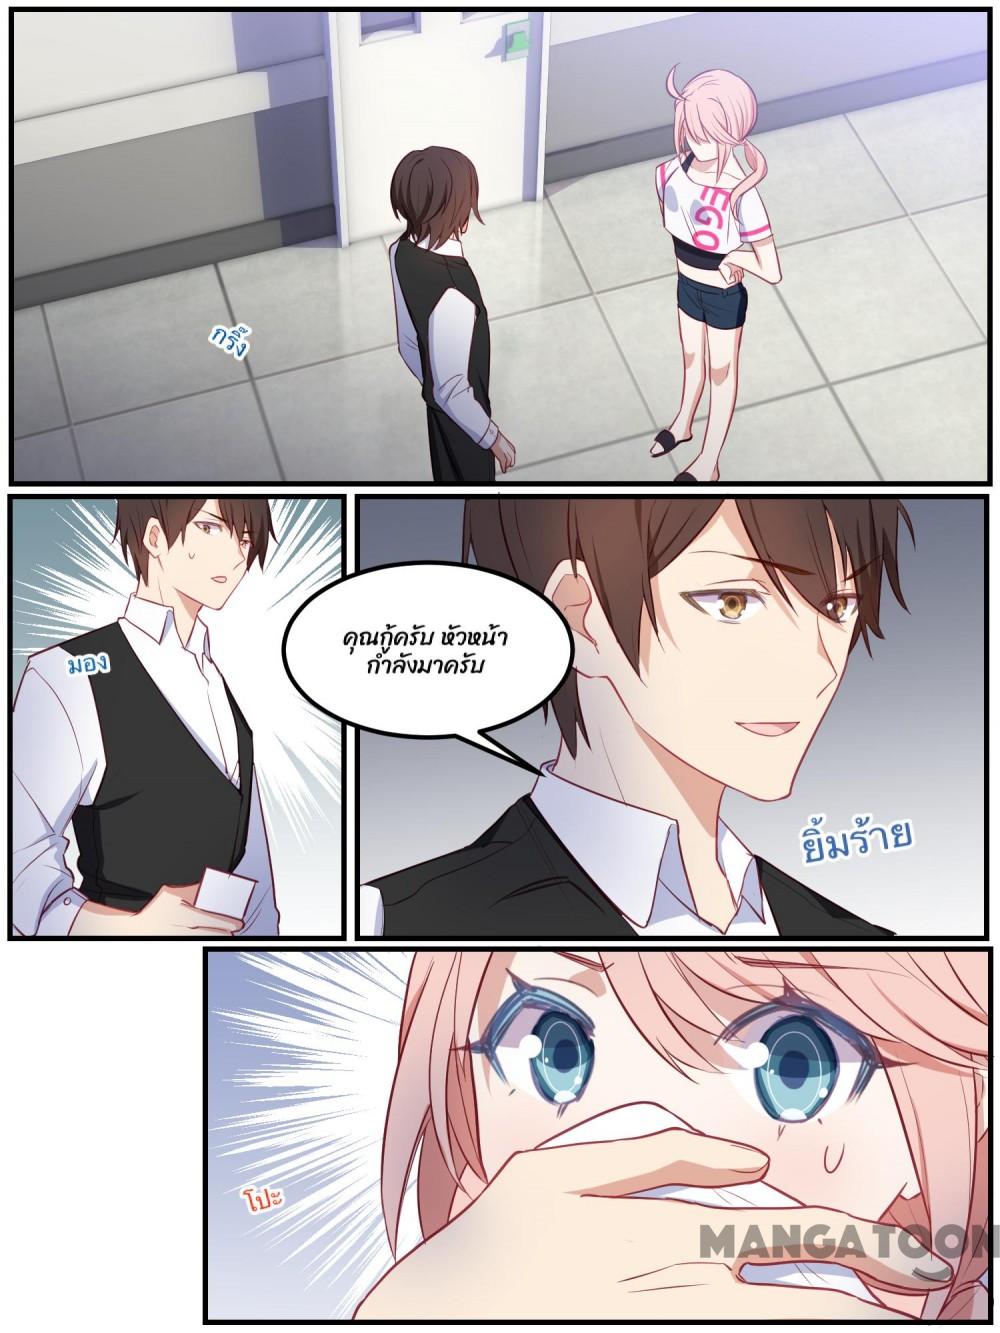 EGO
กริ๊ง
มอง
คุณกู้ครับ หัวหน้า
กำลังมาครับ
ยิ้มร้าย
โปะ
MANGATOON